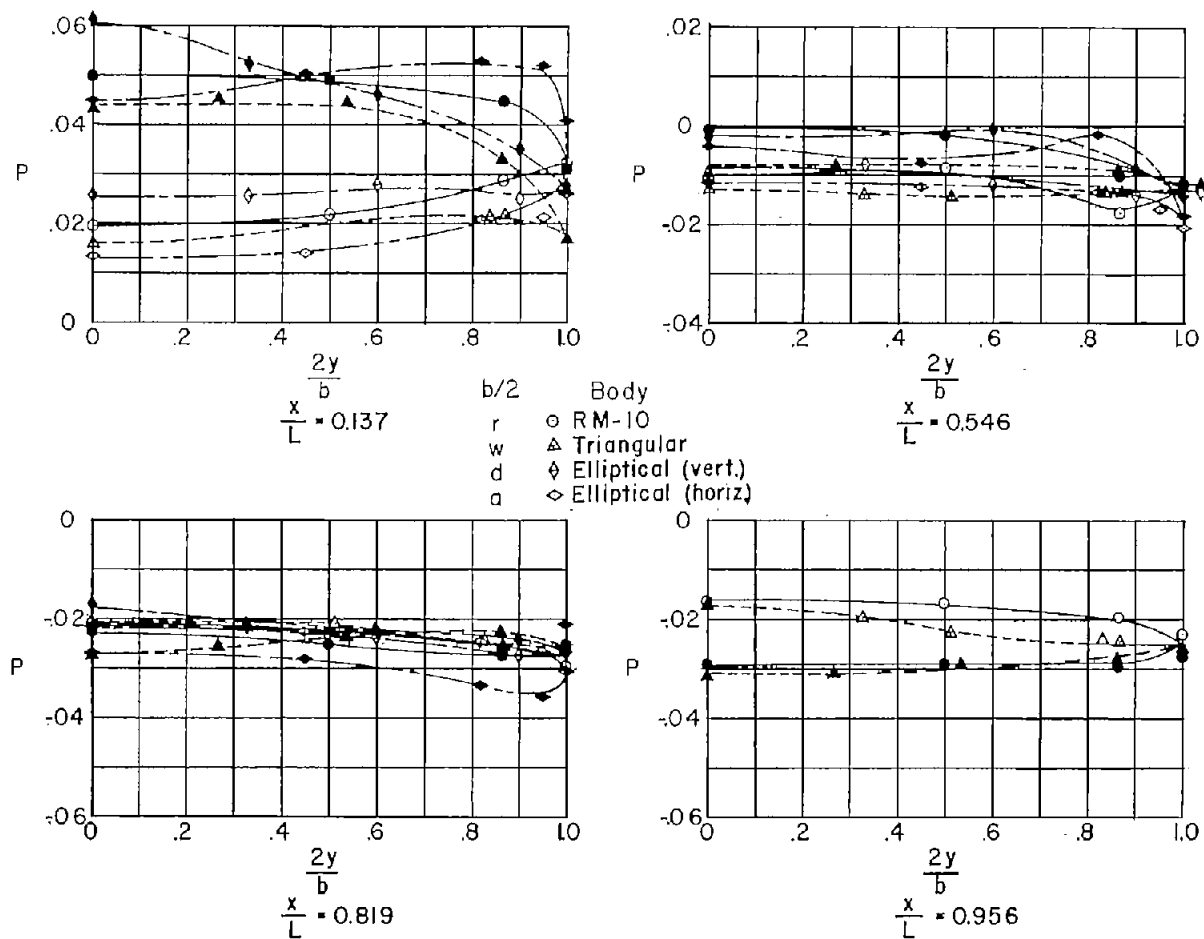 .06
.04
P
.02
0
0 .2 .4 .6 .8 1.0
2y
b
x
L = 0.137
.02
0
P
-.02
-.04
0 .2 .4 .6 .8 1.0
2y
b
x
L = 0.546
b/2 Body
r RM-10
w Triangular
d Elliptical (vert.)
a Elliptical (horiz.)
0
-.02
P
-.04
-.06
0 .2 .4 .6 .8 1.0
2y
b
x
L = 0.819
0
-.02
P
-.04
-.06
0 .2 .4 .6 .8 1.0
2y
b
x
L = 0.956